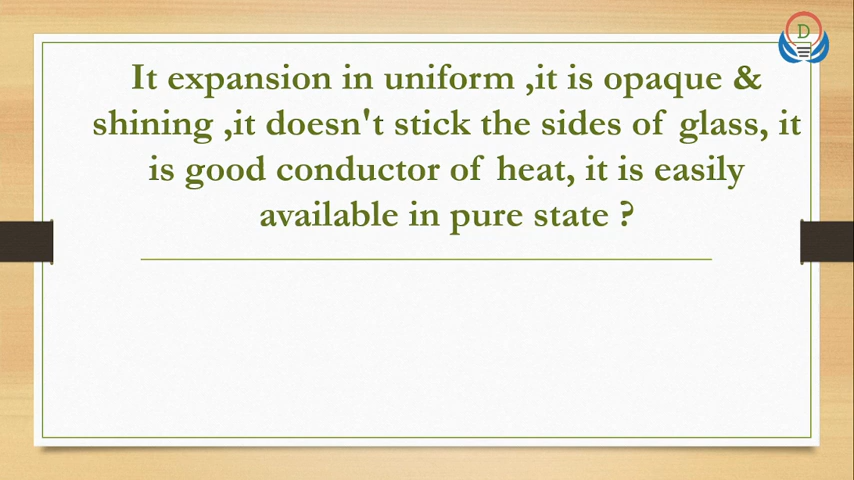 D
It expansion in uniform ,it is opaque &
shining ,it doesn't stick the sides of glass, it
is good conductor of heat, it is easily
available in pure state ?